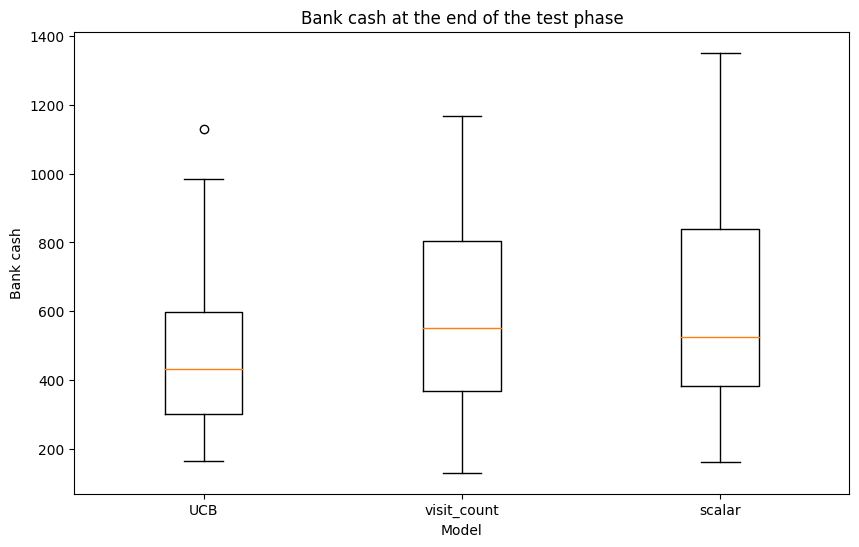 Bank cash at the end of the test phase
1400
1200
1000
800
600
400
200
Bank cash
UCB
visit_count
scalar
Model